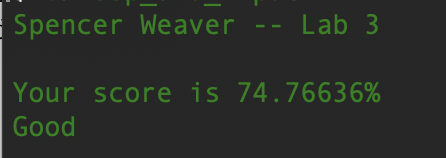 Spencer Weaver -- Lab 3
Your score is 74.76636%
Good